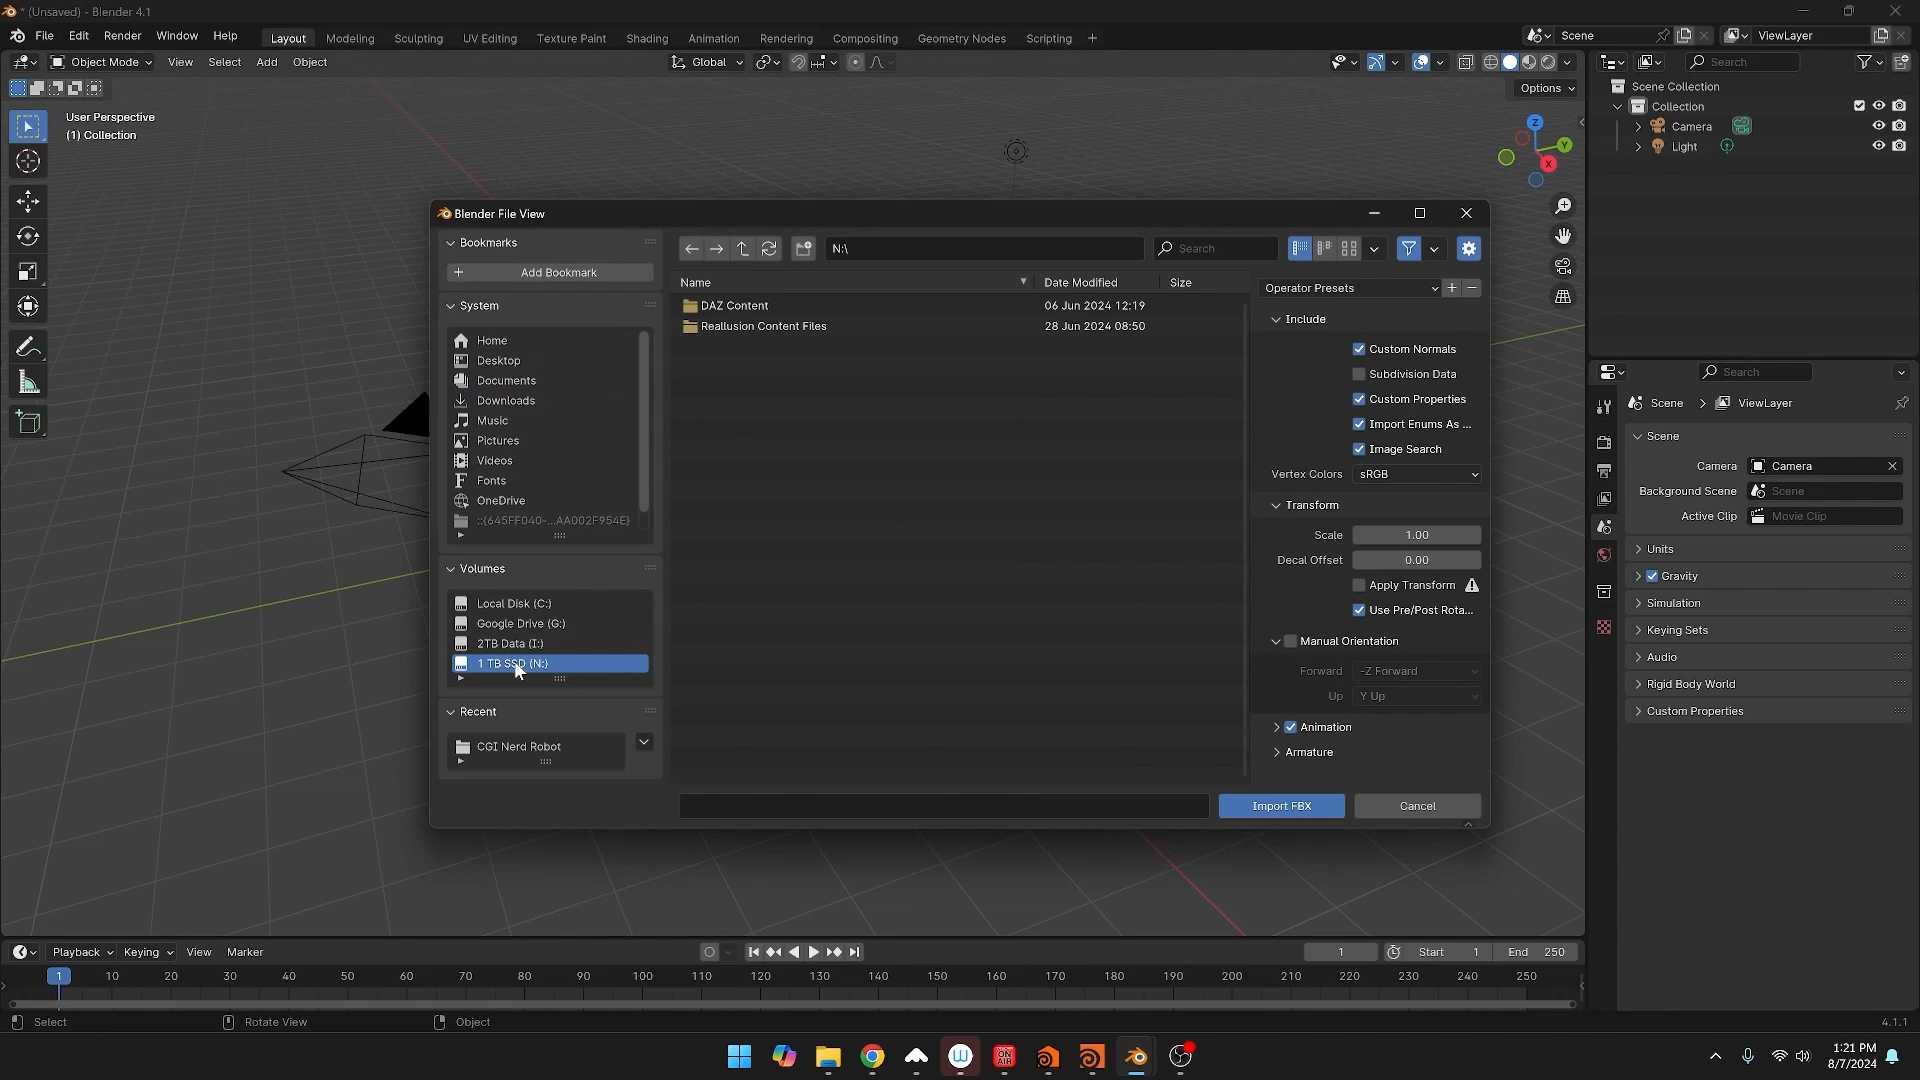 * (Unsaved) - Blender 4.1
File Edit Render Window Help Layout Modeling Sculpting UV Editing Texture Paint Shading Animation Rendering Compositing Geometry Nodes Scripting + Scene ViewLayer
Object Mode View Select Add Object Global Search
Options
User Perspective
(1) Collection
Z
Y
X
Scene Collection
Collection
Camera
Light
Blender File View
Bookmarks
Add Bookmark
System
Home
Desktop
Documents
Downloads
Music
Pictures
Videos
Fonts
OneDrive
::{645FF040-...AA002F954E}
Volumes
Local Disk (C:)
Google Drive (G:)
2TB Data (I:)
1 TB SSD (N:)
Recent
CGI Nerd Robot
N:\ Search
Name Date Modified Size
DAZ Content 06 Jun 2024 12:19
Reallusion Content Files 28 Jun 2024 08:50
Operator Presets
Include
Custom Normals
Subdivision Data
Custom Properties
Import Enums As ...
Image Search
Vertex Colors sRGB
Transform
Scale 1.00
Decal Offset 0.00
Apply Transform
Use Pre/Post Rota...
Manual Orientation
Forward -Z Forward
Up Y Up
Animation
Armature
Import FBX Cancel
Search
Scene ViewLayer
Scene
Camera Camera
Background Scene Scene
Active Clip Movie Clip
Units
Gravity
Simulation
Keying Sets
Audio
Rigid Body World
Custom Properties
Playback Keying View Marker 1 Start 1 End 250
1 10 20 30 40 50 60 70 80 90 100 110 120 130 140 150 160 170 180 190 200 210 220 230 240 250
Select Rotate View Object 4.1.1
ON AIR
1:21 PM
8/7/2024